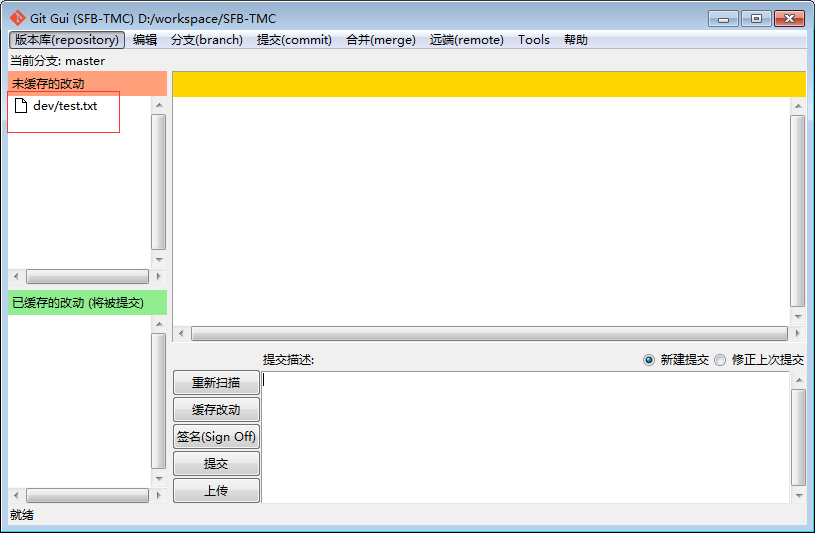 Git Gui (SFB-TMC) D:/workspace/SFB-TMC
版本库(repository) 编辑 分支(branch) 提交(commit) 合并(merge) 远端(remote) Tools 帮助
当前分支: master
未缓存的改动
dev/test.txt
已缓存的改动 (将被提交)
提交描述: 新建提交 修正上次提交
重新扫描
缓存改动
签名(Sign Off)
提交
上传
就绪